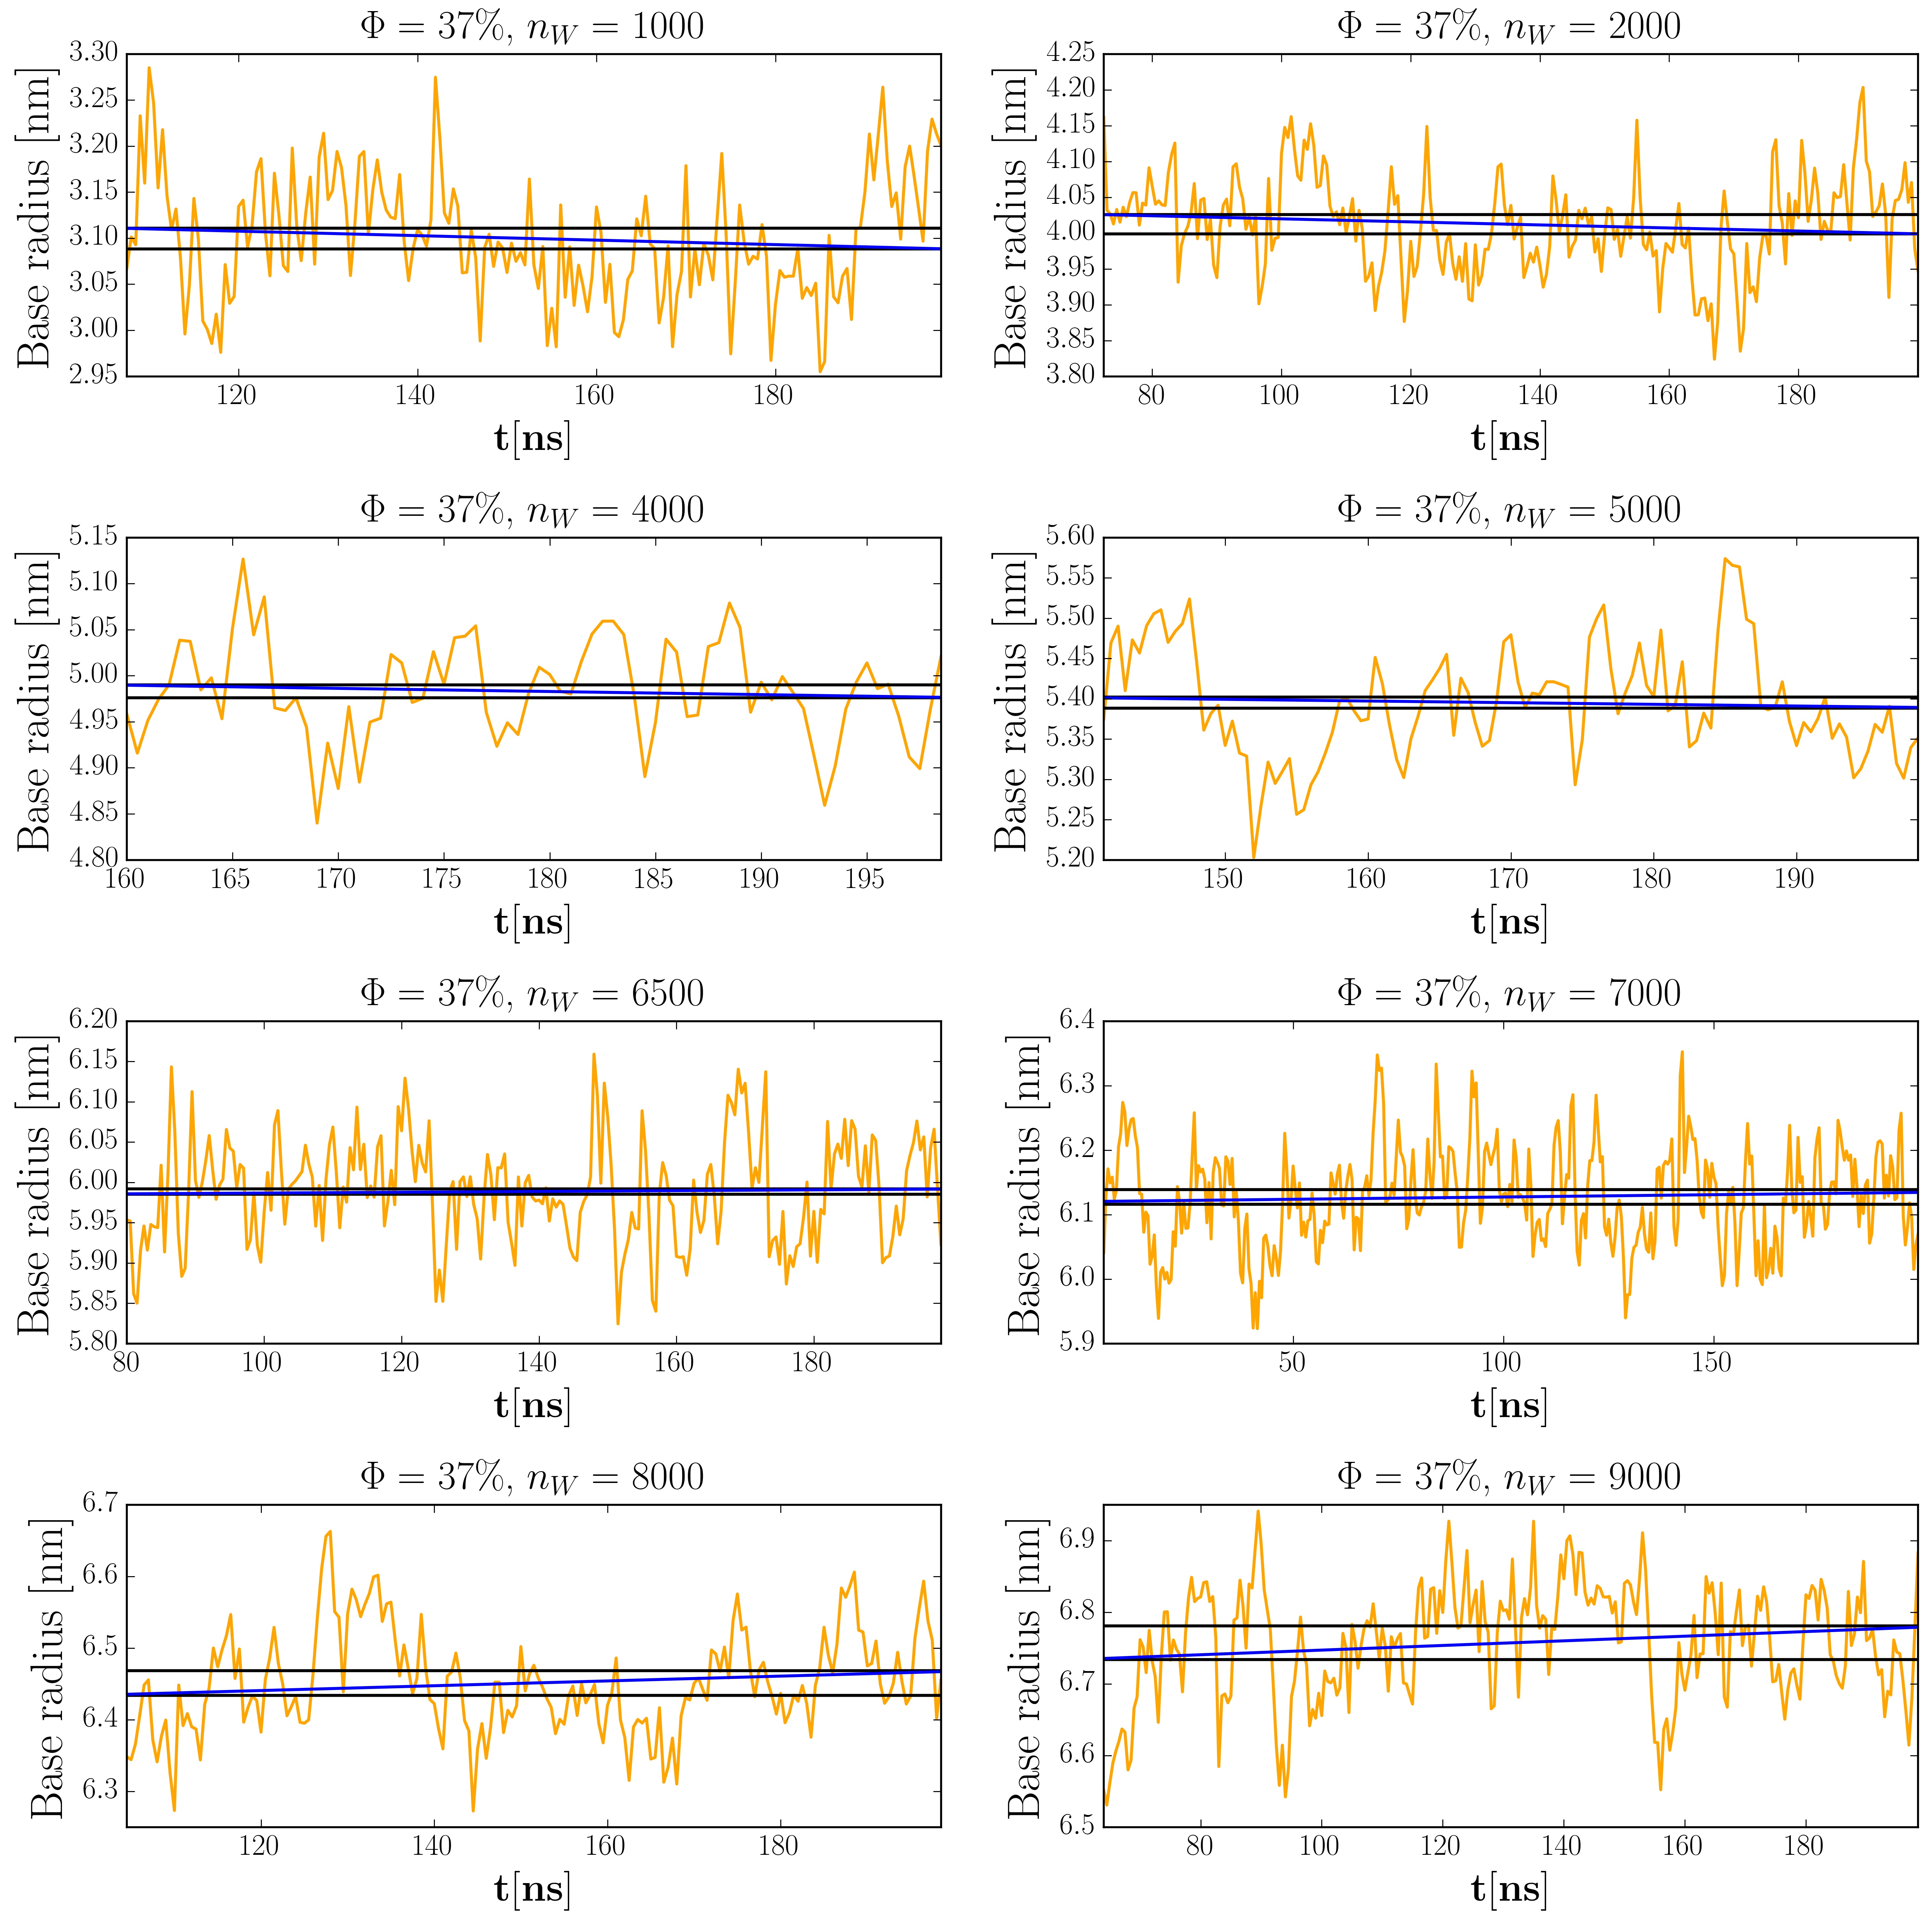 Φ = 37%, n_W = 1000
Base radius [nm]
3.30
3.25
3.20
3.15
3.10
3.05
3.00
2.95
120 140 160 180
t[ns]
Φ = 37%, n_W = 2000
Base radius [nm]
4.25
4.20
4.15
4.10
4.05
4.00
3.95
3.90
3.85
3.80
80 100 120 140 160 180
t[ns]
Φ = 37%, n_W = 4000
Base radius [nm]
5.15
5.10
5.05
5.00
4.95
4.90
4.85
4.80
160 165 170 175 180 185 190 195
t[ns]
Φ = 37%, n_W = 5000
Base radius [nm]
5.60
5.55
5.50
5.45
5.40
5.35
5.30
5.25
5.20
150 160 170 180 190
t[ns]
Φ = 37%, n_W = 6500
Base radius [nm]
6.20
6.15
6.10
6.05
6.00
5.95
5.90
5.85
5.80
80 100 120 140 160 180
t[ns]
Φ = 37%, n_W = 7000
Base radius [nm]
6.4
6.3
6.2
6.1
6.0
5.9
50 100 150
t[ns]
Φ = 37%, n_W = 8000
Base radius [nm]
6.7
6.6
6.5
6.4
6.3
120 140 160 180
t[ns]
Φ = 37%, n_W = 9000
Base radius [nm]
6.9
6.8
6.7
6.6
6.5
80 100 120 140 160 180
t[ns]